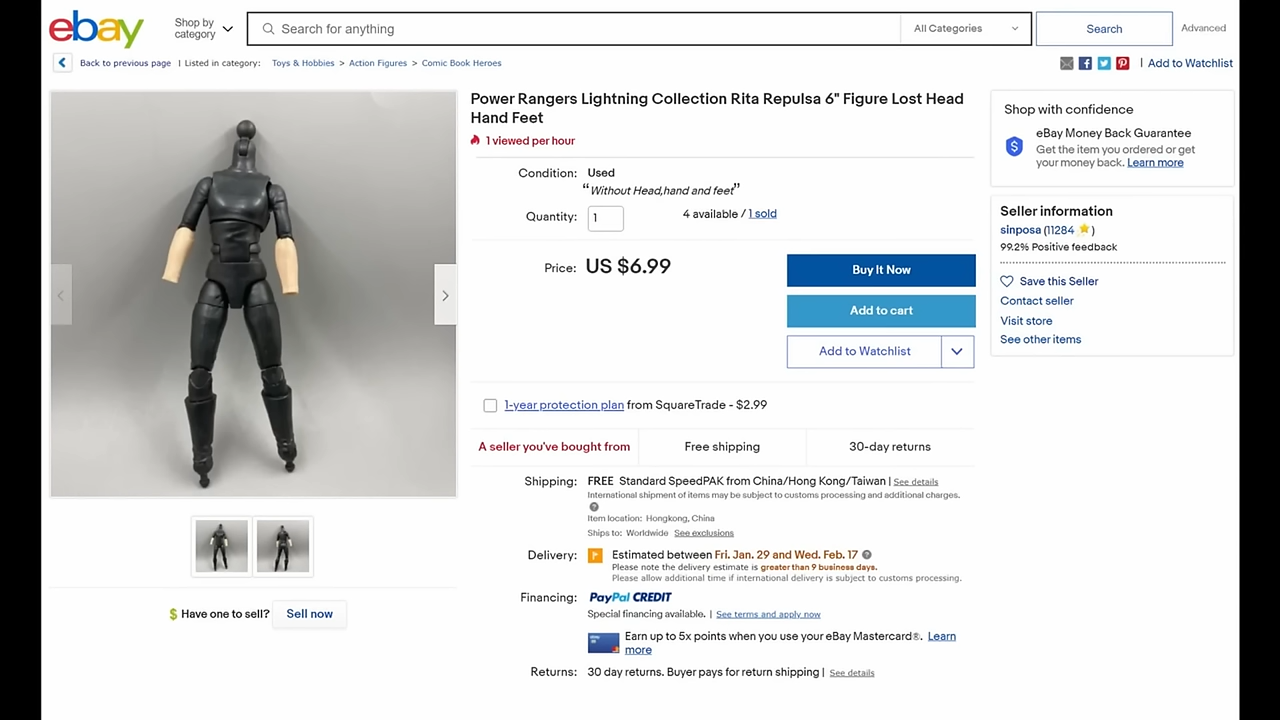 ebay
Shop by
category
Search for anything
All Categories
Search
Advanced
Back to previous page | Listed in category: Toys & Hobbies > Action Figures > Comic Book Heroes
| Add to Watchlist
Power Rangers Lightning Collection Rita Repulsa 6" Figure Lost Head
Hand Feet
1 viewed per hour
Condition: Used
“Without Head,hand and feet”
Quantity: 1 4 available / 1 sold
Price: US $6.99
Buy It Now
Add to cart
Add to Watchlist
1-year protection plan from SquareTrade - $2.99
A seller you've bought from Free shipping 30-day returns
Shipping: FREE Standard SpeedPAK from China/Hong Kong/Taiwan | See details
International shipment of items may be subject to customs processing and additional charges.
Item location: Hongkong, China
Ships to: Worldwide See exclusions
Delivery: Estimated between Fri. Jan. 29 and Wed. Feb. 17
Please note the delivery estimate is greater than 9 business days.
Please allow additional time if international delivery is subject to customs processing.
Financing: PayPal CREDIT
Special financing available. | See terms and apply now
Earn up to 5x points when you use your eBay Mastercard®. Learn
more
Returns: 30 day returns. Buyer pays for return shipping | See details
Have one to sell? Sell now
Shop with confidence
eBay Money Back Guarantee
Get the item you ordered or get
your money back. Learn more
Seller information
sinposa (11284 )
99.2% Positive feedback
Save this Seller
Contact seller
Visit store
See other items